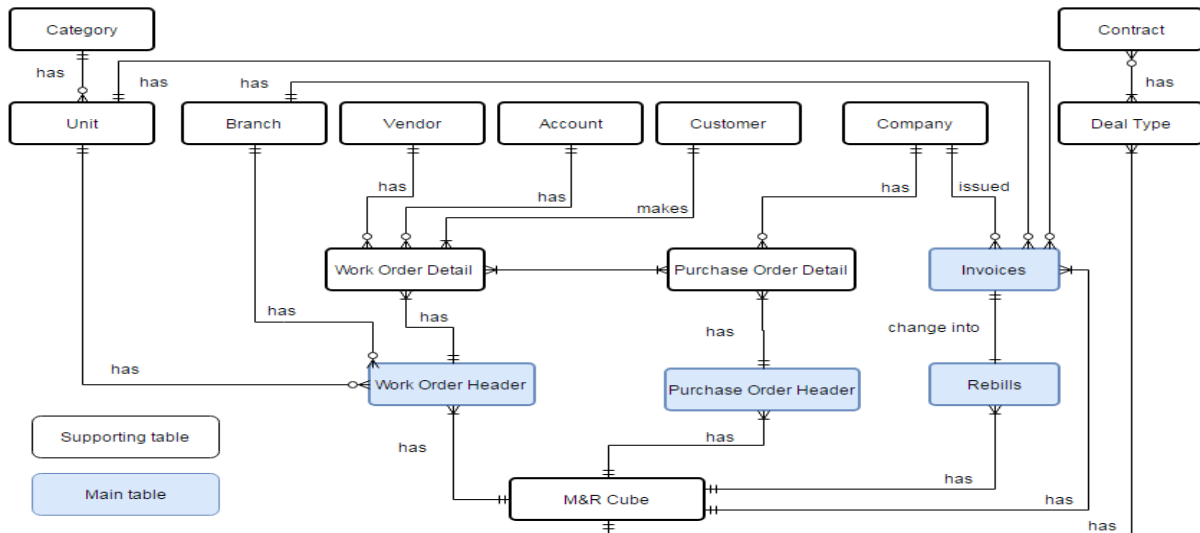 Category
Contract
has
has
has
has
Unit
Branch
Vendor
Account
Customer
Company
Deal Type
has
has
makes
has
issued
Work Order Detail
Purchase Order Detail
Invoices
has
has
has
change into
has
Work Order Header
Purchase Order Header
Rebills
Supporting table
has
has
has
Main table
M&R Cube
has
has